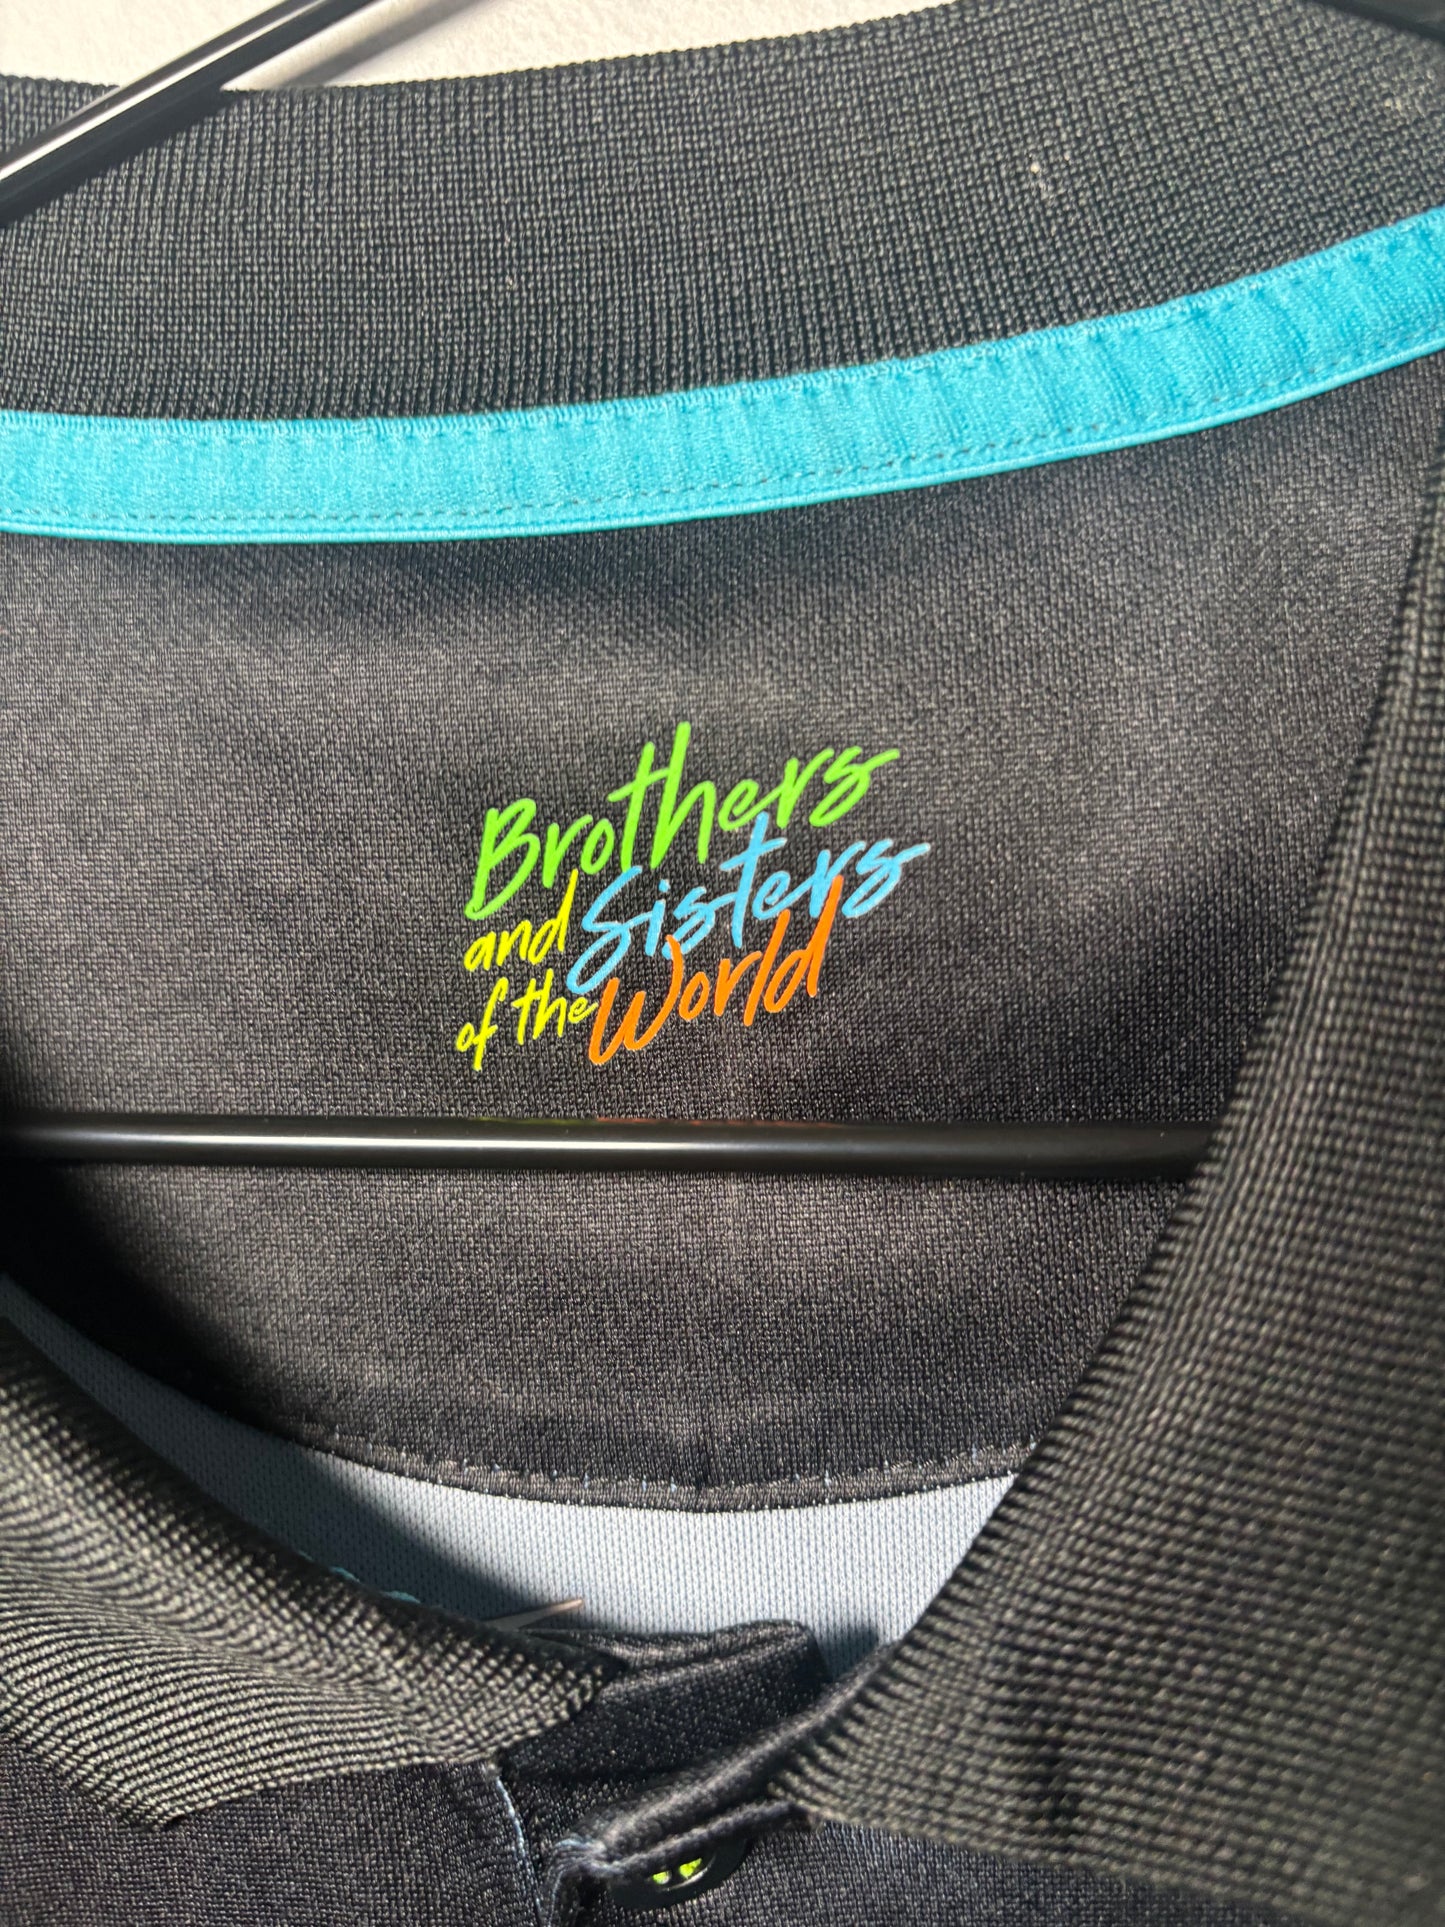 Brothers
and Sisters
of the World